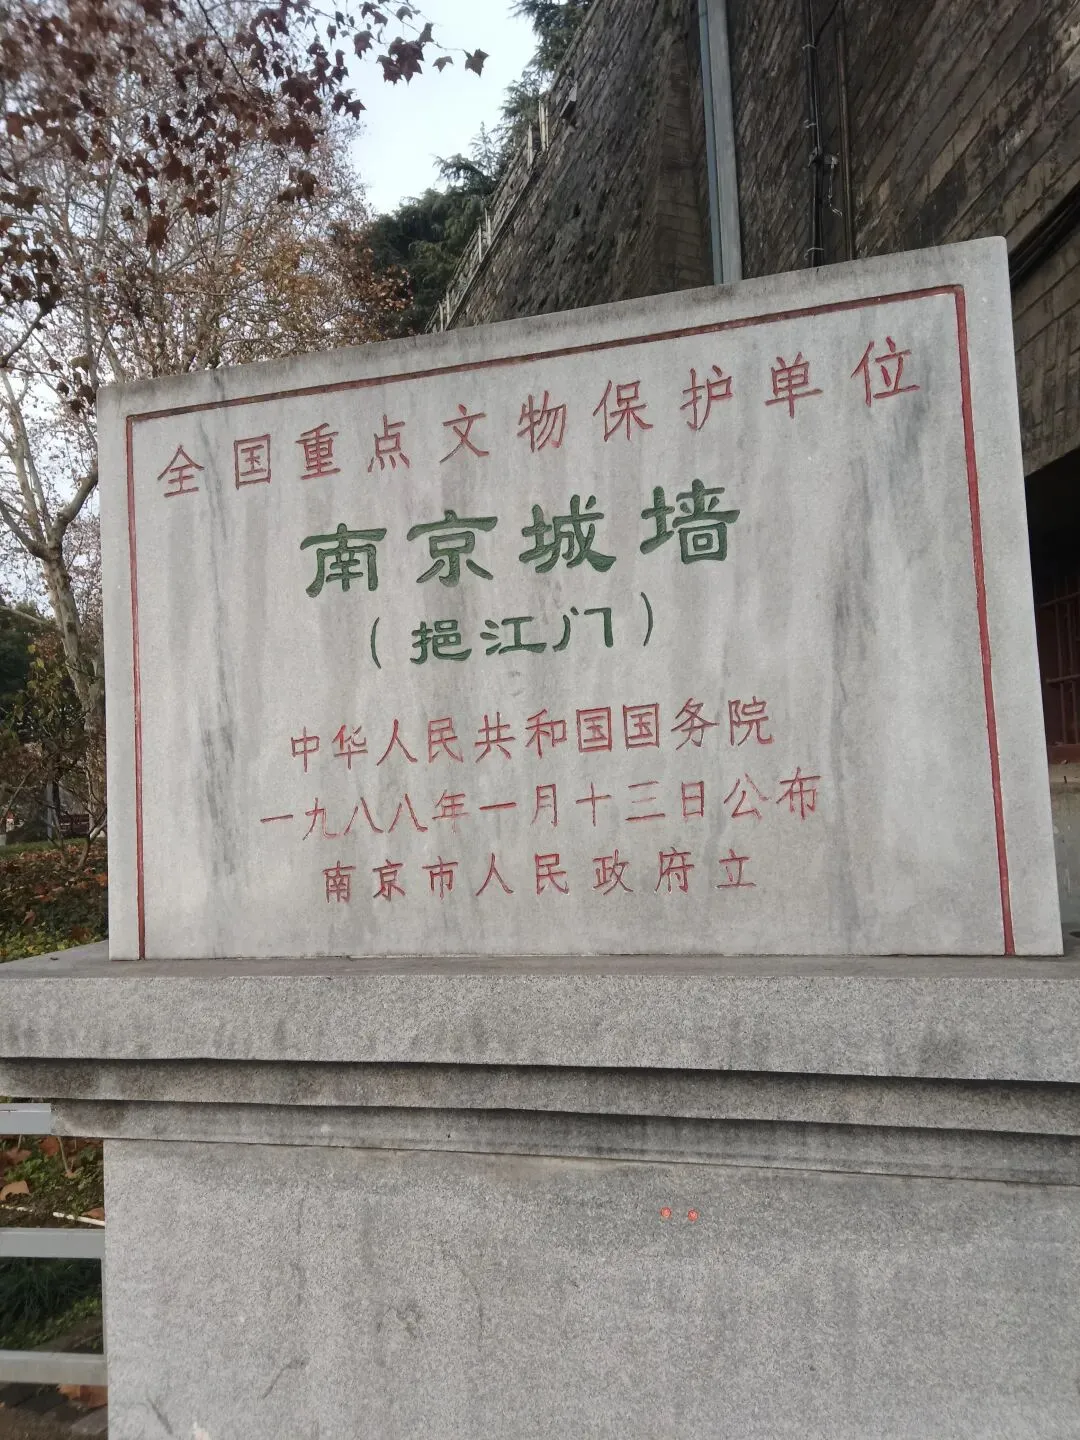 全国重点文物保护单位
南京城墙
（挹江门）
中华人民共和国国务院
一九八八年一月十三日公布
南京市人民政府立